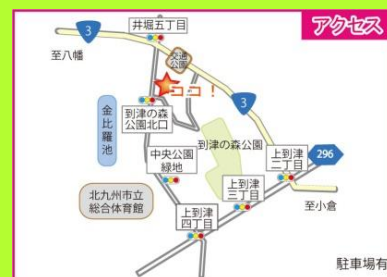 アクセス
井堀五丁目
3
至八幡
交通
公園
ココ!
到津の森
公園北口
金比羅池
3
到津の森公園
中央公園
緑地
上到津
二丁目
296
北九州市立
総合体育館
上到津
三丁目
至小倉
上到津
四丁目
駐車場有